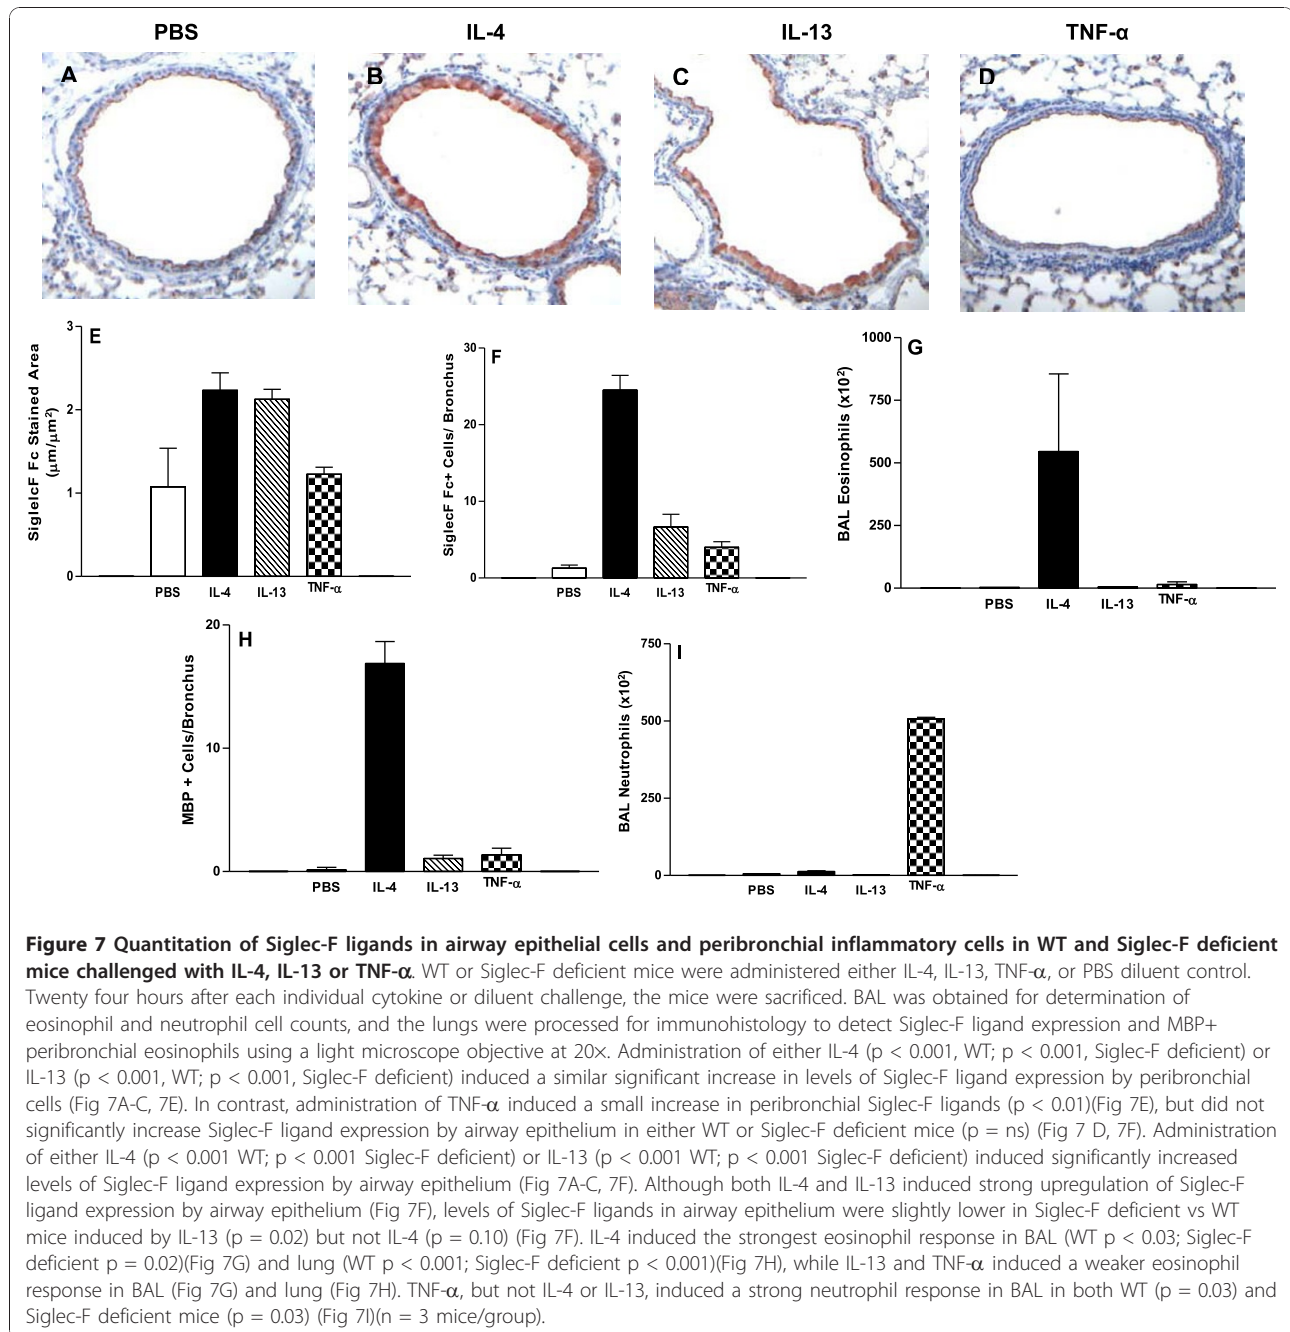 PBS IL-4 IL-13 TNF-α
A B C D
E
SiglelcF Fc Stained Area
(μm/μm²)
3
2
1
0
PBS IL-4 IL-13 TNF-α
F
SiglecF Fc+ Cells/ Bronchus
30
20
10
0
PBS IL-4 IL-13 TNF-α
G
BAL Eosinophils (x10²)
1000
750
500
250
0
PBS IL-4 IL-13 TNF-α
H
MBP + Cells/Bronchus
20
10
0
PBS IL-4 IL-13 TNF-α
I
BAL Neutrophils (x10²)
750
500
250
0
PBS IL-4 IL-13 TNF-α
Figure 7 Quantitation of Siglec-F ligands in airway epithelial cells and peribronchial inflammatory cells in WT and Siglec-F deficient
mice challenged with IL-4, IL-13 or TNF-α. WT or Siglec-F deficient mice were administered either IL-4, IL-13, TNF-α, or PBS diluent control.
Twenty four hours after each individual cytokine or diluent challenge, the mice were sacrificed. BAL was obtained for determination of
eosinophil and neutrophil cell counts, and the lungs were processed for immunohistology to detect Siglec-F ligand expression and MBP+
peribronchial eosinophils using a light microscope objective at 20×. Administration of either IL-4 (p < 0.001, WT; p < 0.001, Siglec-F deficient) or
IL-13 (p < 0.001, WT; p < 0.001, Siglec-F deficient) induced a similar significant increase in levels of Siglec-F ligand expression by peribronchial
cells (Fig 7A-C, 7E). In contrast, administration of TNF-α induced a small increase in peribronchial Siglec-F ligands (p < 0.01)(Fig 7E), but did not
significantly increase Siglec-F ligand expression by airway epithelium in either WT or Siglec-F deficient mice (p = ns) (Fig 7 D, 7F). Administration
of either IL-4 (p < 0.001 WT; p < 0.001 Siglec-F deficient) or IL-13 (p < 0.001 WT; p < 0.001 Siglec-F deficient) induced significantly increased
levels of Siglec-F ligand expression by airway epithelium (Fig 7A-C, 7F). Although both IL-4 and IL-13 induced strong upregulation of Siglec-F
ligand expression by airway epithelium (Fig 7F), levels of Siglec-F ligands in airway epithelium were slightly lower in Siglec-F deficient vs WT
mice induced by IL-13 (p = 0.02) but not IL-4 (p = 0.10) (Fig 7F). IL-4 induced the strongest eosinophil response in BAL (WT p < 0.03; Siglec-F
deficient p = 0.02)(Fig 7G) and lung (WT p < 0.001; Siglec-F deficient p < 0.001)(Fig 7H), while IL-13 and TNF-α induced a weaker eosinophil
response in BAL (Fig 7G) and lung (Fig 7H). TNF-α, but not IL-4 or IL-13, induced a strong neutrophil response in BAL in both WT (p = 0.03) and
Siglec-F deficient mice (p = 0.03) (Fig 7I)(n = 3 mice/group).